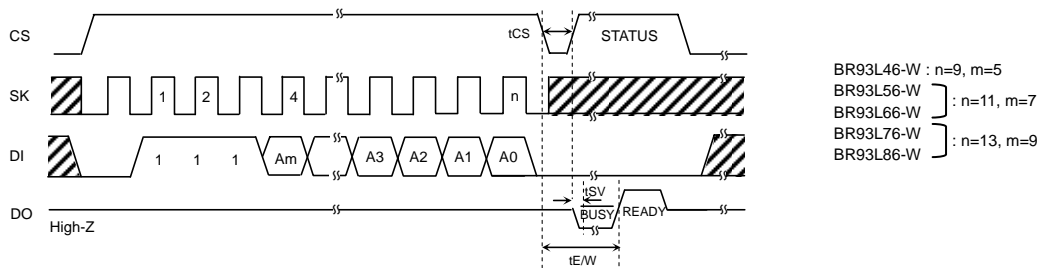 CS
tCS
STATUS
SK
1
2
4
n
DI
1
1
1
Am
A3
A2
A1
A0
DO
High-Z
tSV
BUSY
READY
tE/W
BR93L46-W : n=9, m=5
BR93L56-W
BR93L66-W
: n=11, m=7
BR93L76-W
BR93L86-W
: n=13, m=9